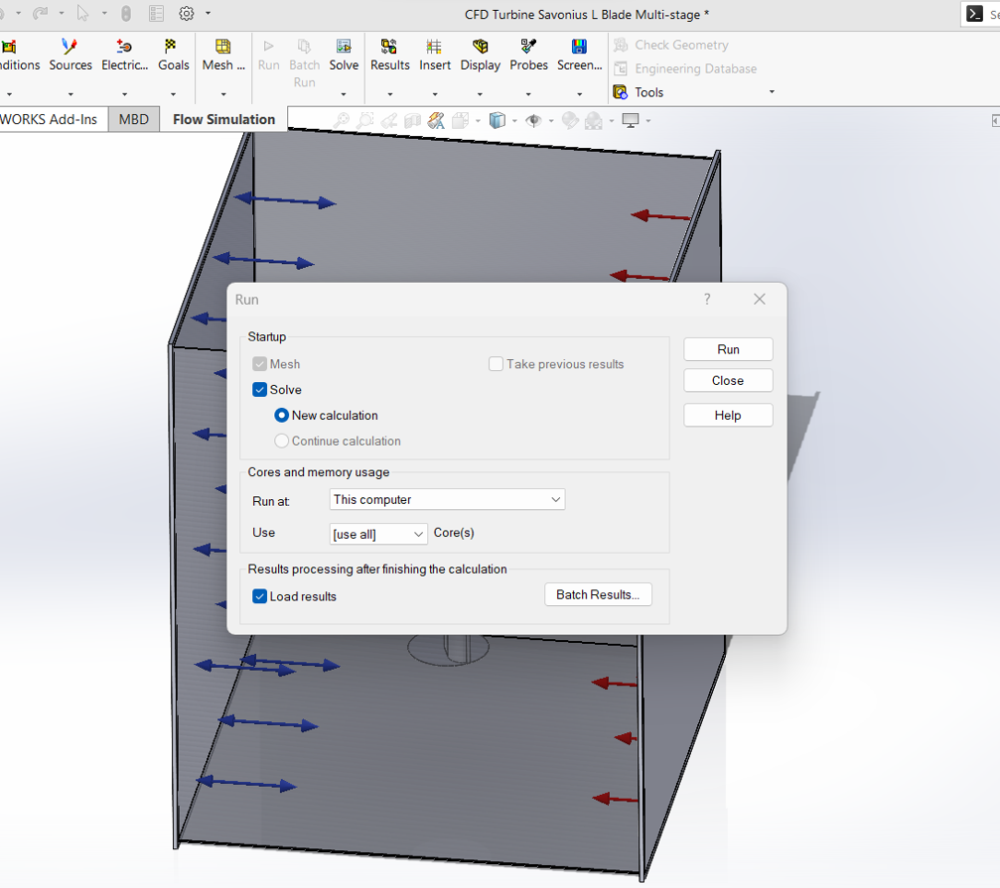 CFD Turbine Savonius L Blade Multi-stage *
Se
nditions Sources Electric... Goals Mesh ... Run Batch Run Solve Results Insert Display Probes Screen...
Check Geometry
Engineering Database
Tools
WORKS Add-Ins MBD Flow Simulation
Run ?
Startup
Mesh Take previous results
Solve
New calculation
Continue calculation
Run
Close
Help
Cores and memory usage
Run at: This computer
Use [use all] Core(s)
Results processing after finishing the calculation
Load results Batch Results...